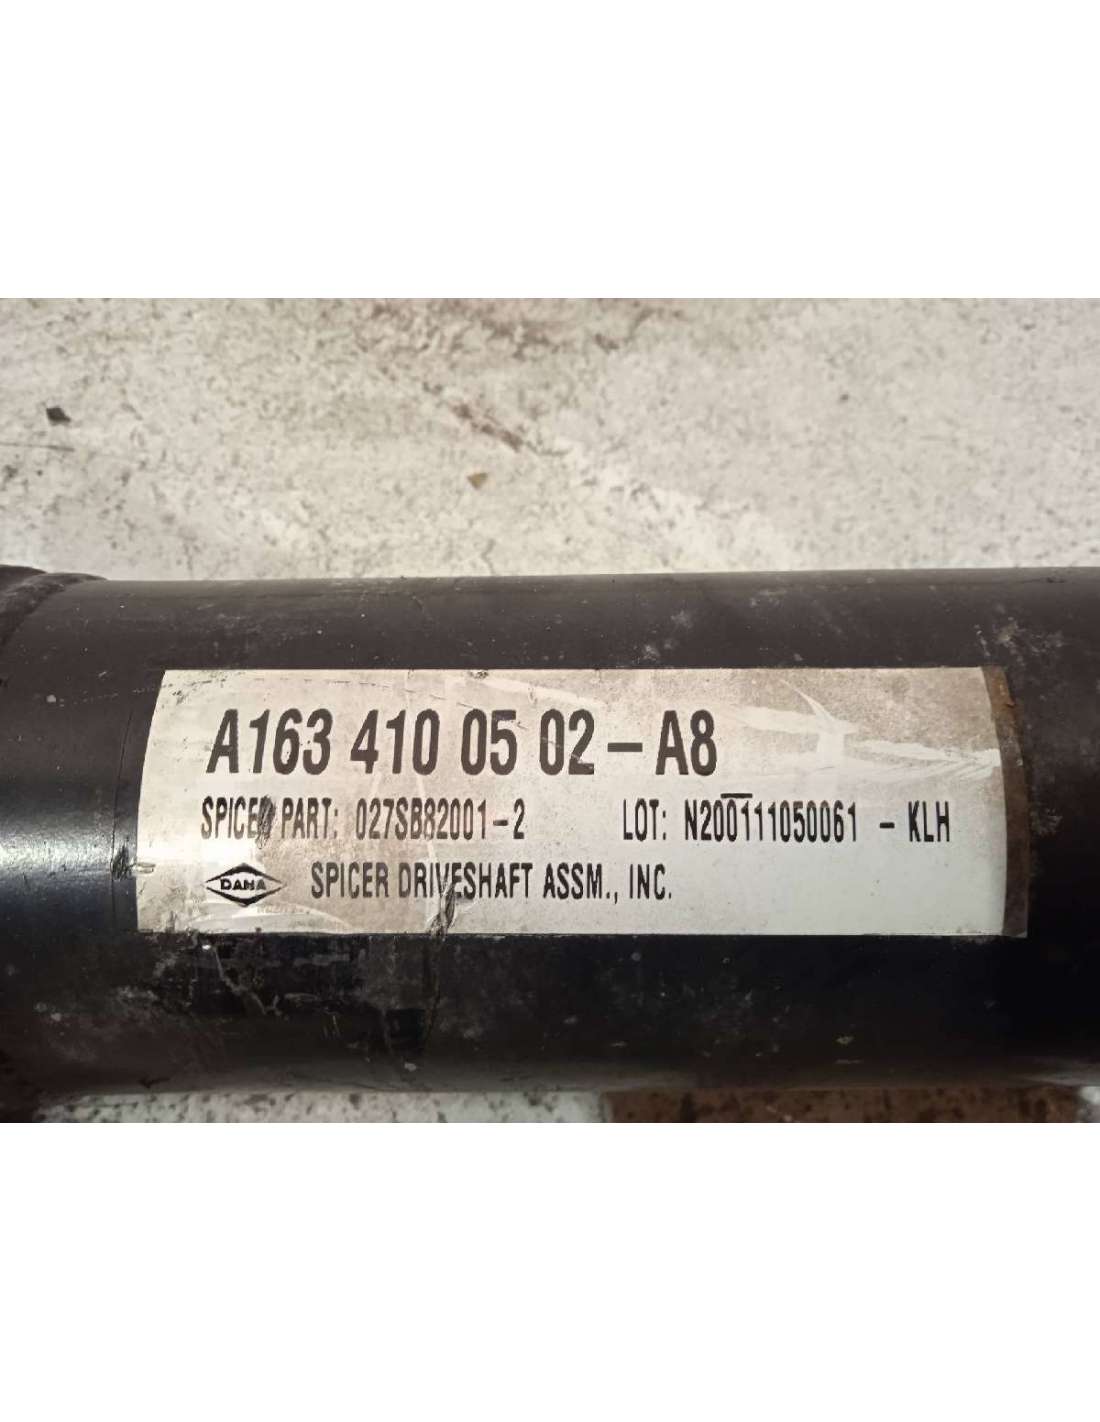 A163 410 05 02-A8
SPICER PART: 027SB82001-2 LOT: N200111050061 - KLH
DANA SPICER DRIVESHAFT ASSM., INC.